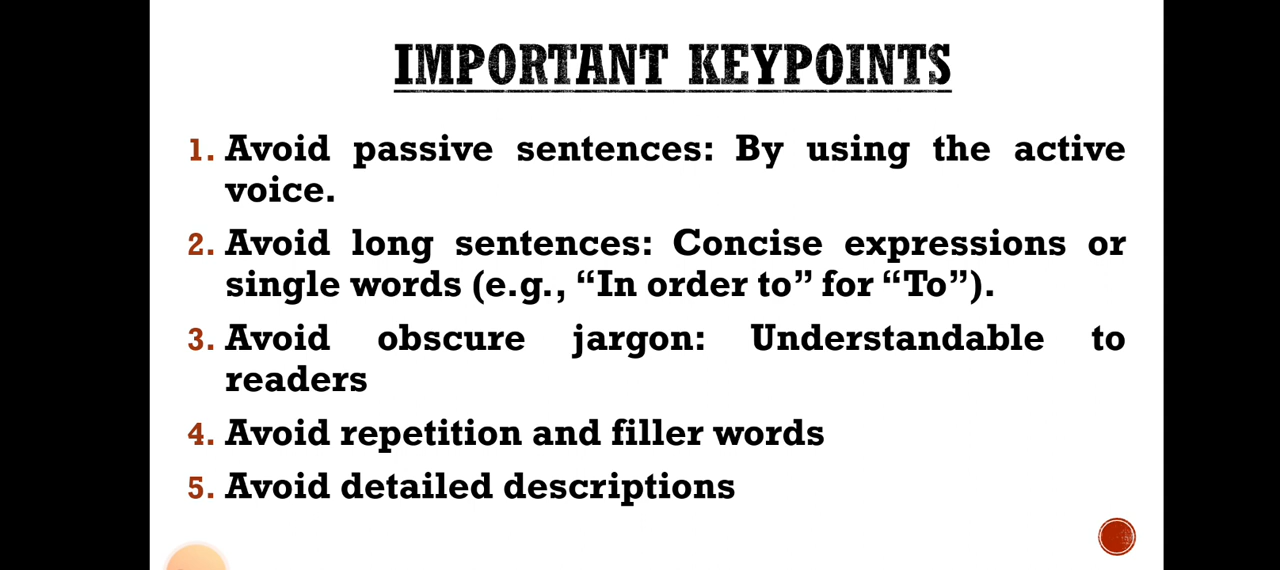 IMPORTANT KEYPOINTS
1. Avoid passive sentences: By using the active
voice.
2. Avoid long sentences: Concise expressions or
single words (e.g., “In order to” for “To”).
3. Avoid obscure jargon: Understandable to
readers
4. Avoid repetition and filler words
5. Avoid detailed descriptions